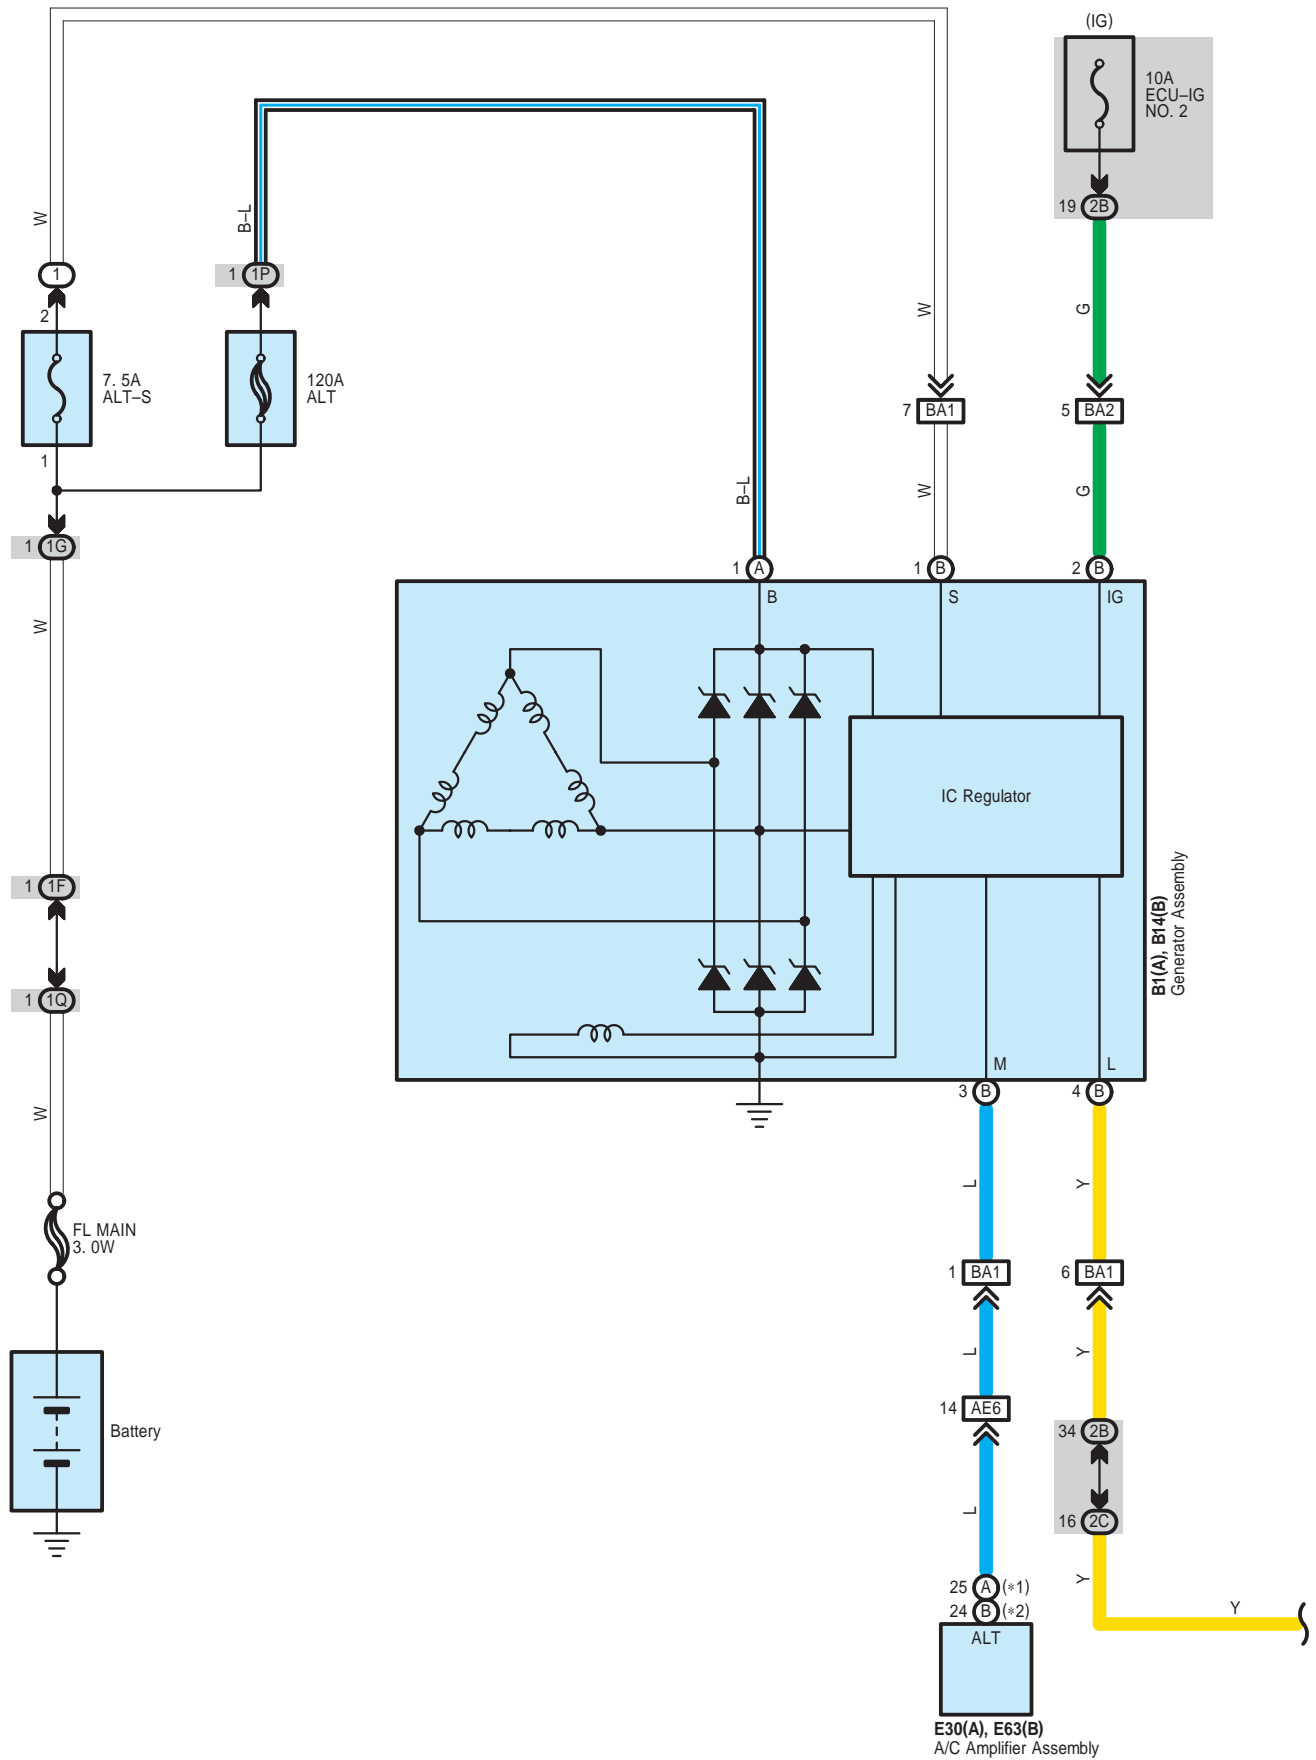 (IG)
10A
ECU–IG
NO. 2
19 2B
W
B–L
1
1 1P
2
7. 5A
ALT–S
120A
ALT
1
W
G
7 BA1
5 BA2
B–L
W
G
1 1G
1 A
1 B
2 B
B
S
IG
W
IC Regulator
1 1F
B1(A), B14(B)
Generator Assembly
1 1Q
M
L
3 B
4 B
W
L
Y
FL MAIN
3. 0W
1 BA1
6 BA1
L
Y
14 AE6
Battery
34 2B
L
16 2C
Y
25 A (∗1)
24 B (∗2)
Y
ALT
E30(A), E63(B)
A/C Amplifier Assembly